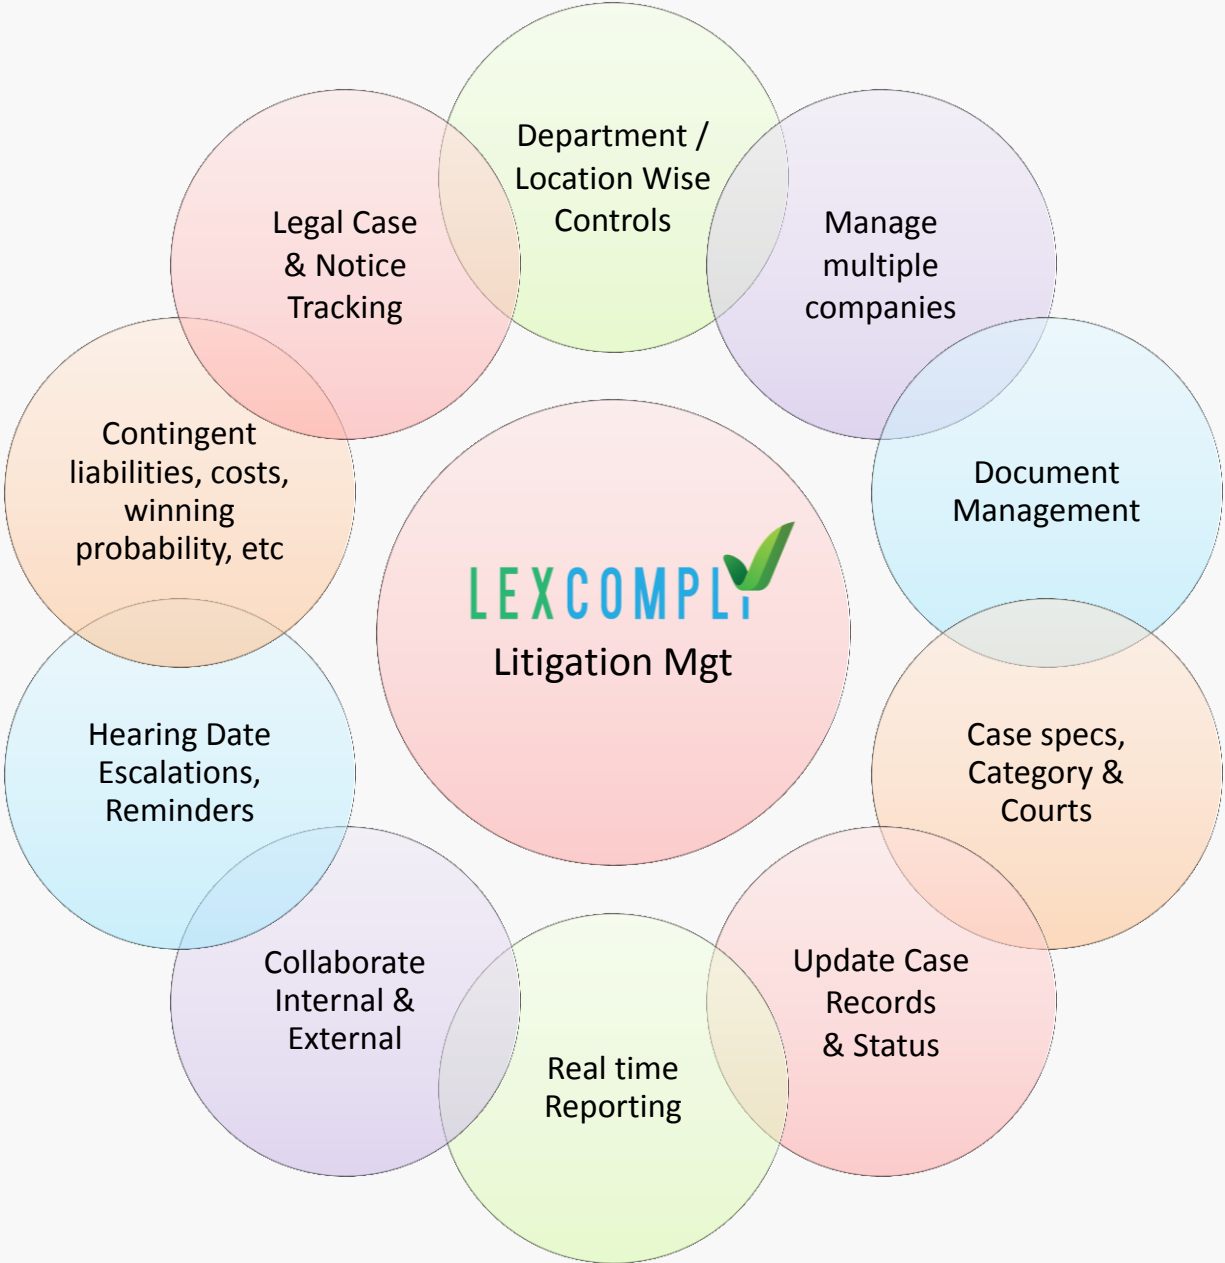 Department /
Location Wise
Controls
Manage
multiple
companies
Document
Management
Case specs,
Category &
Courts
Update Case
Records
& Status
Real time
Reporting
Collaborate
Internal &
External
Hearing Date
Escalations,
Reminders
Contingent
liabilities, costs,
winning
probability, etc
Legal Case
& Notice
Tracking
LEXCOMPLY
Litigation Mgt